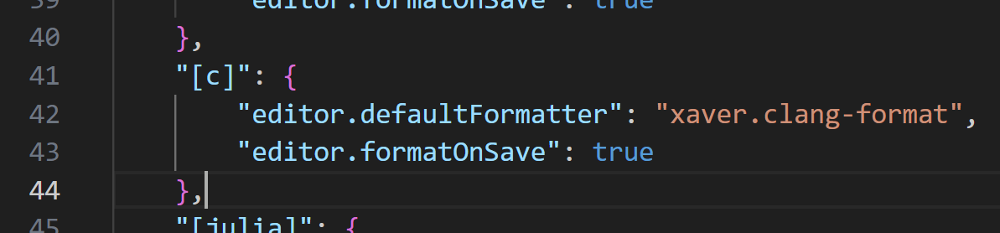 39 "editor.formatOnSave": true
40 },
41 "[c]": {
42 "editor.defaultFormatter": "xaver.clang-format",
43 "editor.formatOnSave": true
44 },
45 "[julia]": {